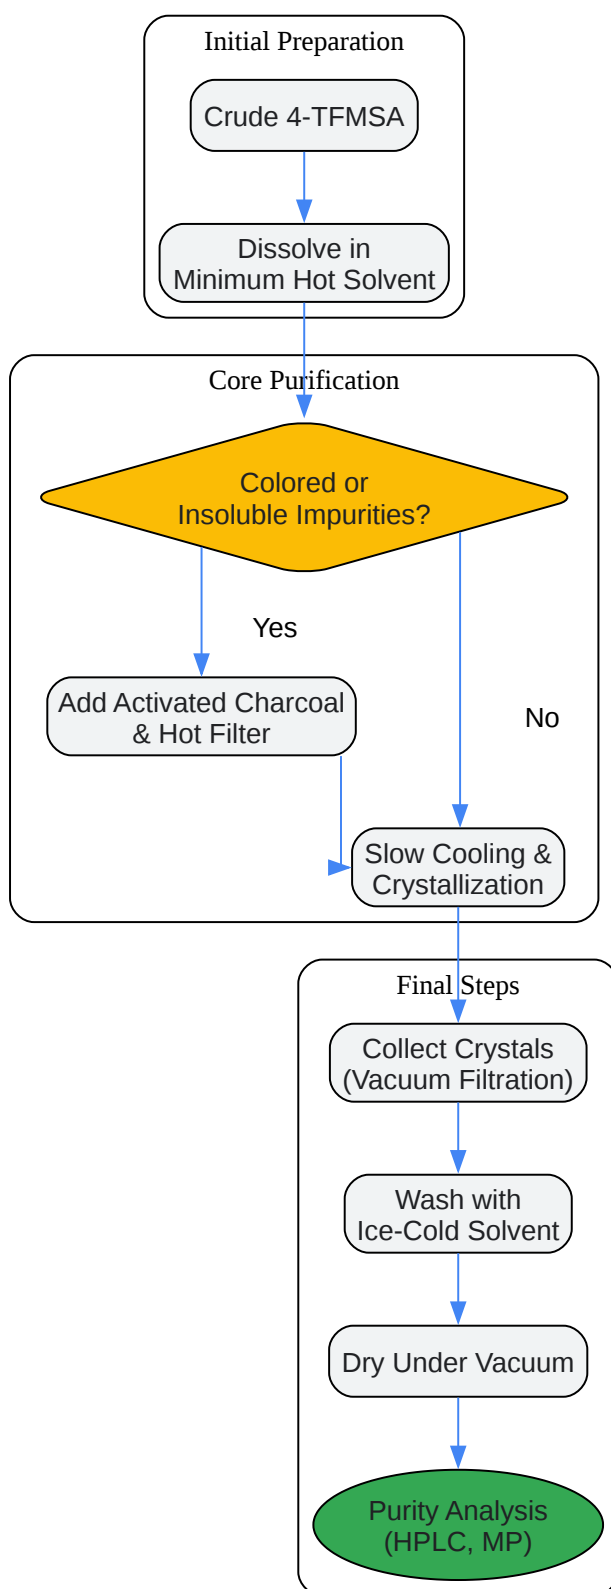 Initial Preparation
Crude 4-TFMSA
Dissolve in
Minimum Hot Solvent
Core Purification
Colored or
Insoluble Impurities?
Yes
Add Activated Charcoal
& Hot Filter
No
Slow Cooling &
Crystallization
Final Steps
Collect Crystals
(Vacuum Filtration)
Wash with
Ice-Cold Solvent
Dry Under Vacuum
Purity Analysis
(HPLC, MP)